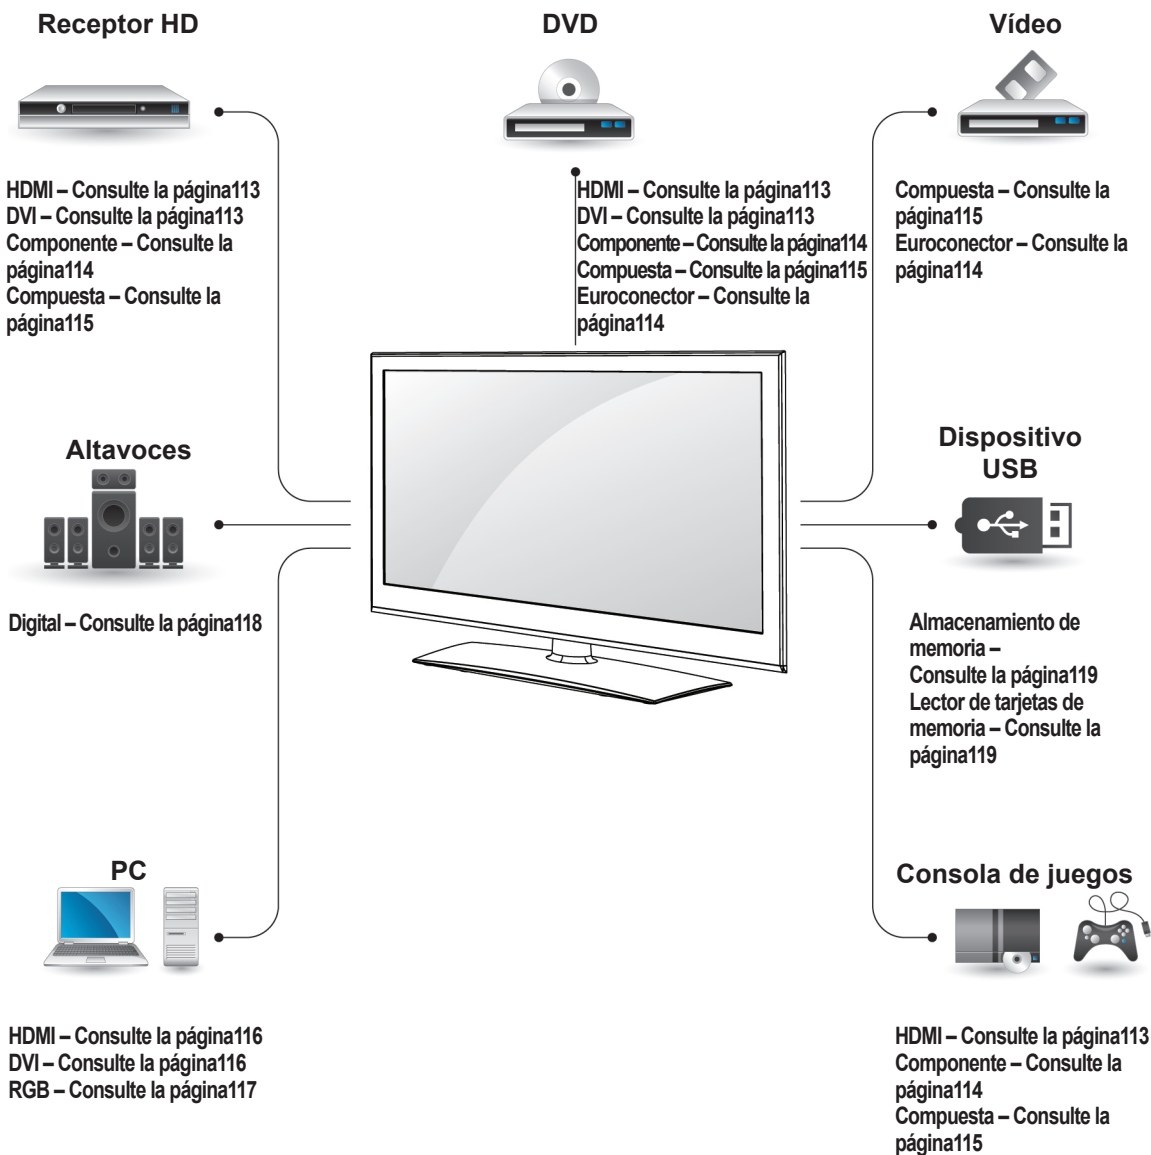 Receptor HD
HDMI – Consulte la página113
DVI – Consulte la página113
Componente – Consulte la
página114
Compuesta – Consulte la
página115
DVD
HDMI – Consulte la página113
DVI – Consulte la página113
Componente – Consulte la página114
Compuesta – Consulte la página115
Euroconector – Consulte la
página114
Vídeo
Compuesta – Consulte la
página115
Euroconector – Consulte la
página114
Altavoces
Digital – Consulte la página118
Dispositivo
USB
Almacenamiento de
memoria –
Consulte la página119
Lector de tarjetas de
memoria – Consulte la
página119
PC
HDMI – Consulte la página116
DVI – Consulte la página116
RGB – Consulte la página117
Consola de juegos
HDMI – Consulte la página113
Componente – Consulte la
página114
Compuesta – Consulte la
página115